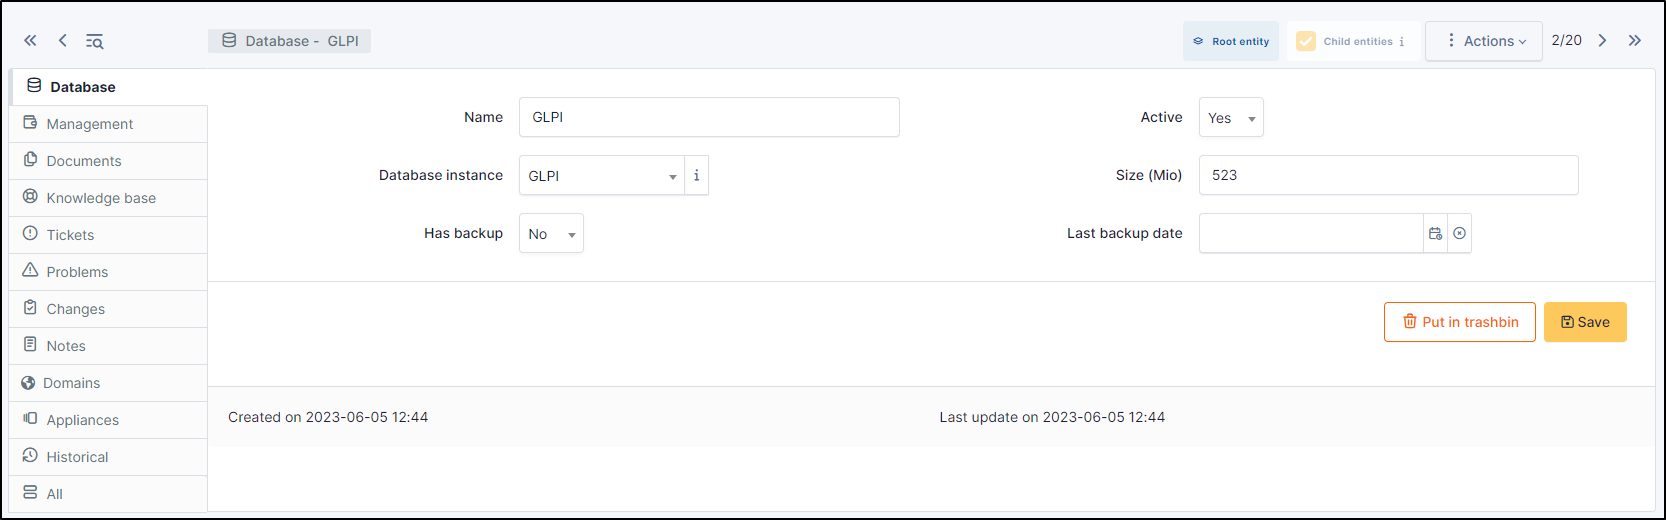 Database - GLPI
Root entity
Child entities i
Actions
2/20
Database
Management
Documents
Knowledge base
Tickets
Problems
Changes
Notes
Domains
Appliances
Historical
All
Name GLPI
Active Yes
Database instance GLPI i
Size (Mio) 523
Has backup No
Last backup date
Put in trashbin
Save
Created on 2023-06-05 12:44
Last update on 2023-06-05 12:44